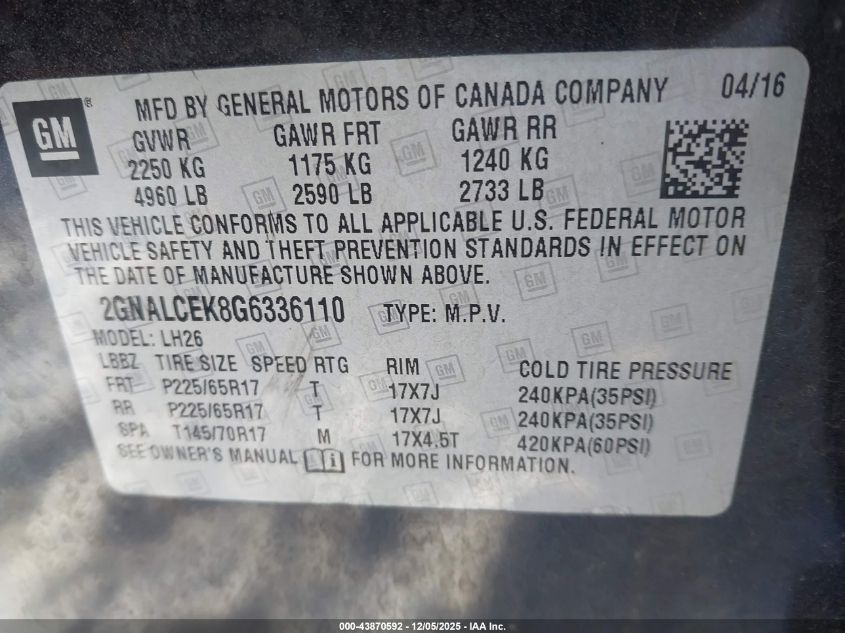 GM ® MFD BY GENERAL MOTORS OF CANADA COMPANY 04/16
GVWR GAWR FRT GAWR RR
2250 KG 1175 KG 1240 KG
4960 LB 2590 LB 2733 LB
THIS VEHICLE CONFORMS TO ALL APPLICABLE U.S. FEDERAL MOTOR
VEHICLE SAFETY AND THEFT PREVENTION STANDARDS IN EFFECT ON
THE DATE OF MANUFACTURE SHOWN ABOVE.
2GNALCEK8G6336110 TYPE: M.P.V.
MODEL: LH26
LBBZ TIRE SIZE SPEED RTG RIM COLD TIRE PRESSURE
FRT P225/65R17 T 17X7J 240KPA(35PSI)
RR P225/65R17 T 17X7J 240KPA(35PSI)
SPA T145/70R17 M 17X4.5T 420KPA(60PSI)
SEE OWNER'S MANUAL FOR MORE INFORMATION.
000-43870592 - 12/05/2025 - IAA Inc.